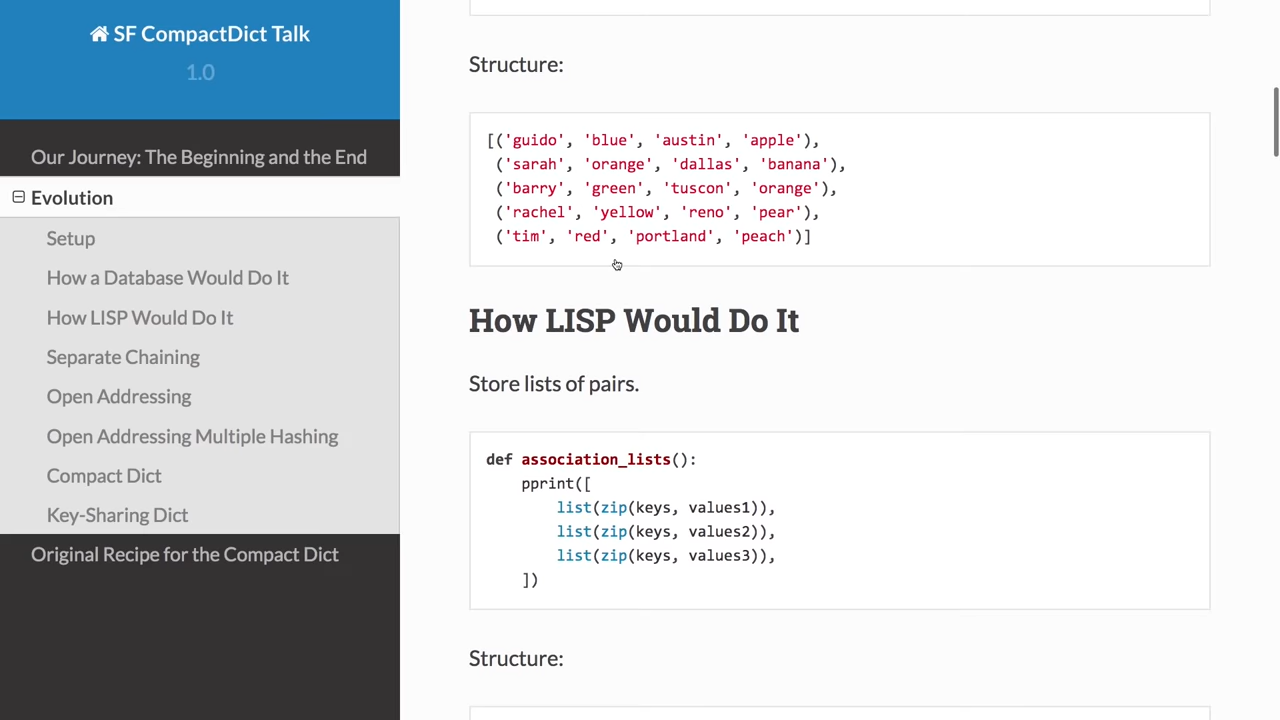 SF CompactDict Talk
1.0
Our Journey: The Beginning and the End
Evolution
Setup
How a Database Would Do It
How LISP Would Do It
Separate Chaining
Open Addressing
Open Addressing Multiple Hashing
Compact Dict
Key-Sharing Dict
Original Recipe for the Compact Dict
Structure:
[('guido', 'blue', 'austin', 'apple'),
 ('sarah', 'orange', 'dallas', 'banana'),
 ('barry', 'green', 'tuscon', 'orange'),
 ('rachel', 'yellow', 'reno', 'pear'),
 ('tim', 'red', 'portland', 'peach')]
How LISP Would Do It
Store lists of pairs.
def association_lists():
    pprint([
        list(zip(keys, values1)),
        list(zip(keys, values2)),
        list(zip(keys, values3)),
    ])
Structure: